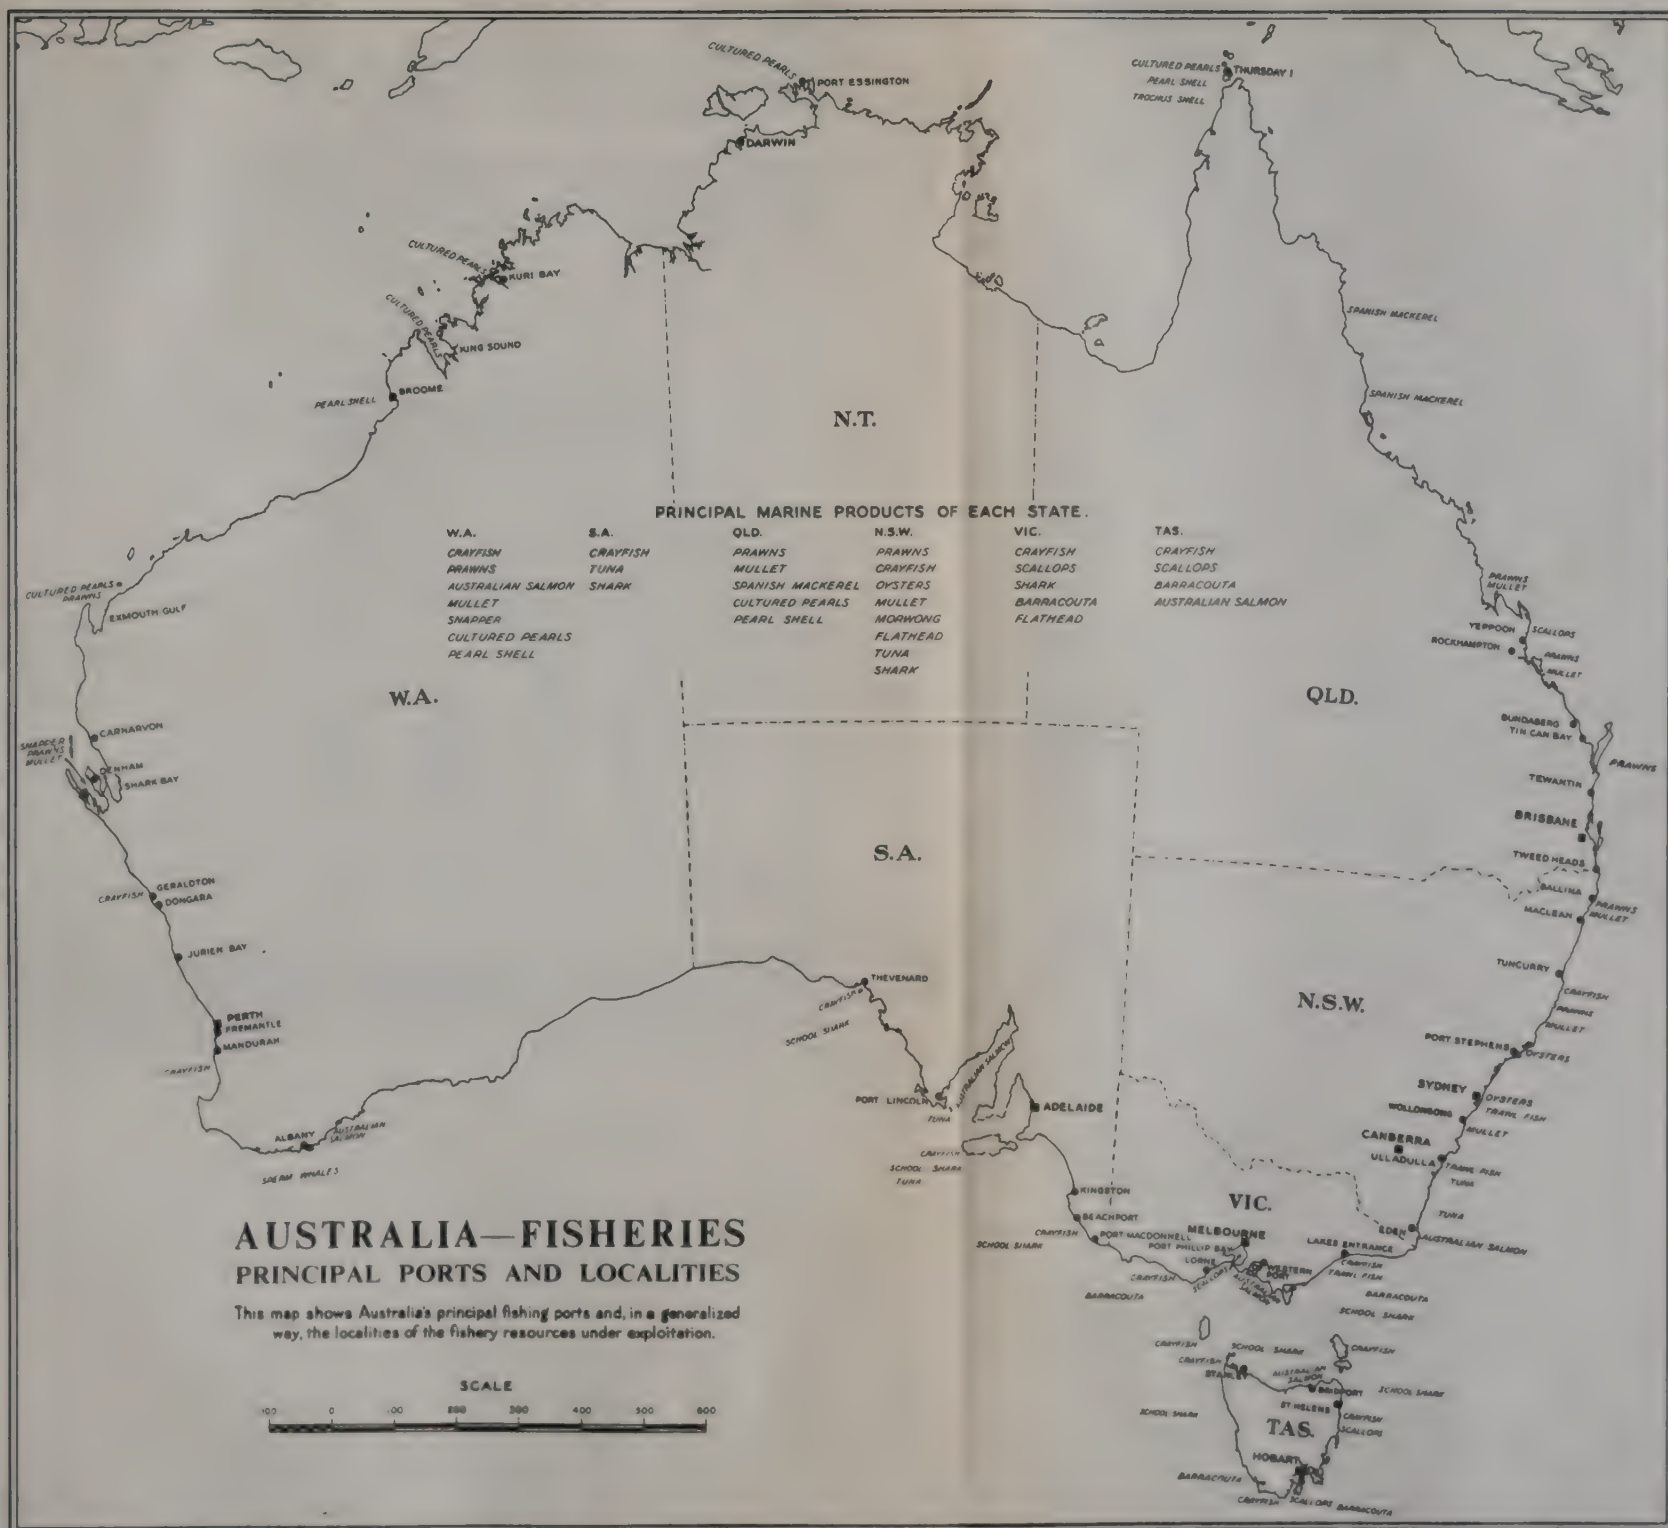 CULTURED PEARLS
PORT ESSINGTON
DARWIN
CULTURED PEARLS
THURSDAY I
PEARL SHELL
TROCHUS SHELL
CULTURED PEARLS
KURI BAY
CULTURED PEARLS
KING SOUND
BROOME
PEARL SHELL
SPANISH MACKEREL
SPANISH MACKEREL
N.T.
PRINCIPAL MARINE PRODUCTS OF EACH STATE.
W.A.
CRAYFISH
PRAWNS
AUSTRALIAN SALMON
MULLET
SNAPPER
CULTURED PEARLS
PEARL SHELL
S.A.
CRAYFISH
TUNA
SHARK
QLD.
PRAWNS
MULLET
SPANISH MACKEREL
CULTURED PEARLS
PEARL SHELL
N.S.W.
PRAWNS
CRAYFISH
OYSTERS
MULLET
MORWONG
FLATHEAD
TUNA
SHARK
VIC.
CRAYFISH
SCALLOPS
SHARK
BARRACOUTA
FLATHEAD
TAS.
CRAYFISH
SCALLOPS
BARRACOUTA
AUSTRALIAN SALMON
CULTURED PEARLS
PRAWNS
EXMOUTH GULF
CARNARVON
SNAPPER
PRAWNS
MULLET
DENHAM
SHARK BAY
W.A.
GERALDTON
CRAYFISH
DONGARA
JURIEN BAY
PERTH
FREMANTLE
MANDURAH
CRAYFISH
ALBANY
AUSTRALIAN
SALMON
SPERM WHALES
S.A.
THEVENARD
CRAYFISH
SCHOOL SHARK
AUSTRALIAN SALMON
PORT LINCOLN
TUNA
ADELAIDE
CRAYFISH
SCHOOL SHARK
TUNA
KINGSTON
BEACHPORT
CRAYFISH
PORT MACDONNELL
SCHOOL SHARK
QLD.
PRAWNS
MULLET
YEPPOON
SCALLOPS
ROCKHAMPTON
PRAWNS
MULLET
BUNDABERG
TIN CAN BAY
PRAWNS
TEWANTIN
BRISBANE
TWEED HEADS
BALLINA
PRAWNS
MACLEAN
MULLET
TUNCURRY
N.S.W.
CRAYFISH
PRAWNS
MULLET
PORT STEPHENS
OYSTERS
SYDNEY
OYSTERS
TRAWL FISH
WOLLONGONG
MULLET
CANBERRA
ULLADULLA
TRAWL FISH
TUNA
TUNA
EDEN
AUSTRALIAN SALMON
VIC.
MELBOURNE
PORT PHILLIP BAY
LORNE
WESTERN
PORT
LAKES ENTRANCE
CRAYFISH
TRAWL FISH
CRAYFISH
SCALLOPS
AUSTRALIAN
SALMON
BARRACOUTA
BARRACOUTA
SCHOOL SHARK
CRAYFISH
SCHOOL SHARK
CRAYFISH
CRAYFISH
STANLEY
AUSTRALIAN
SALMON
BRIDPORT
SCHOOL SHARK
ST HELENS
SCHOOL SHARK
CRAYFISH
SCALLOPS
TAS.
HOBART
BARRACOUTA
CRAYFISH
SCALLOPS
BARRACOUTA
AUSTRALIA—FISHERIES
PRINCIPAL PORTS AND LOCALITIES
This map shows Australia's principal fishing ports and, in a generalized
way, the localities of the fishery resources under exploitation.
SCALE
100 0 100 200 300 400 500 600